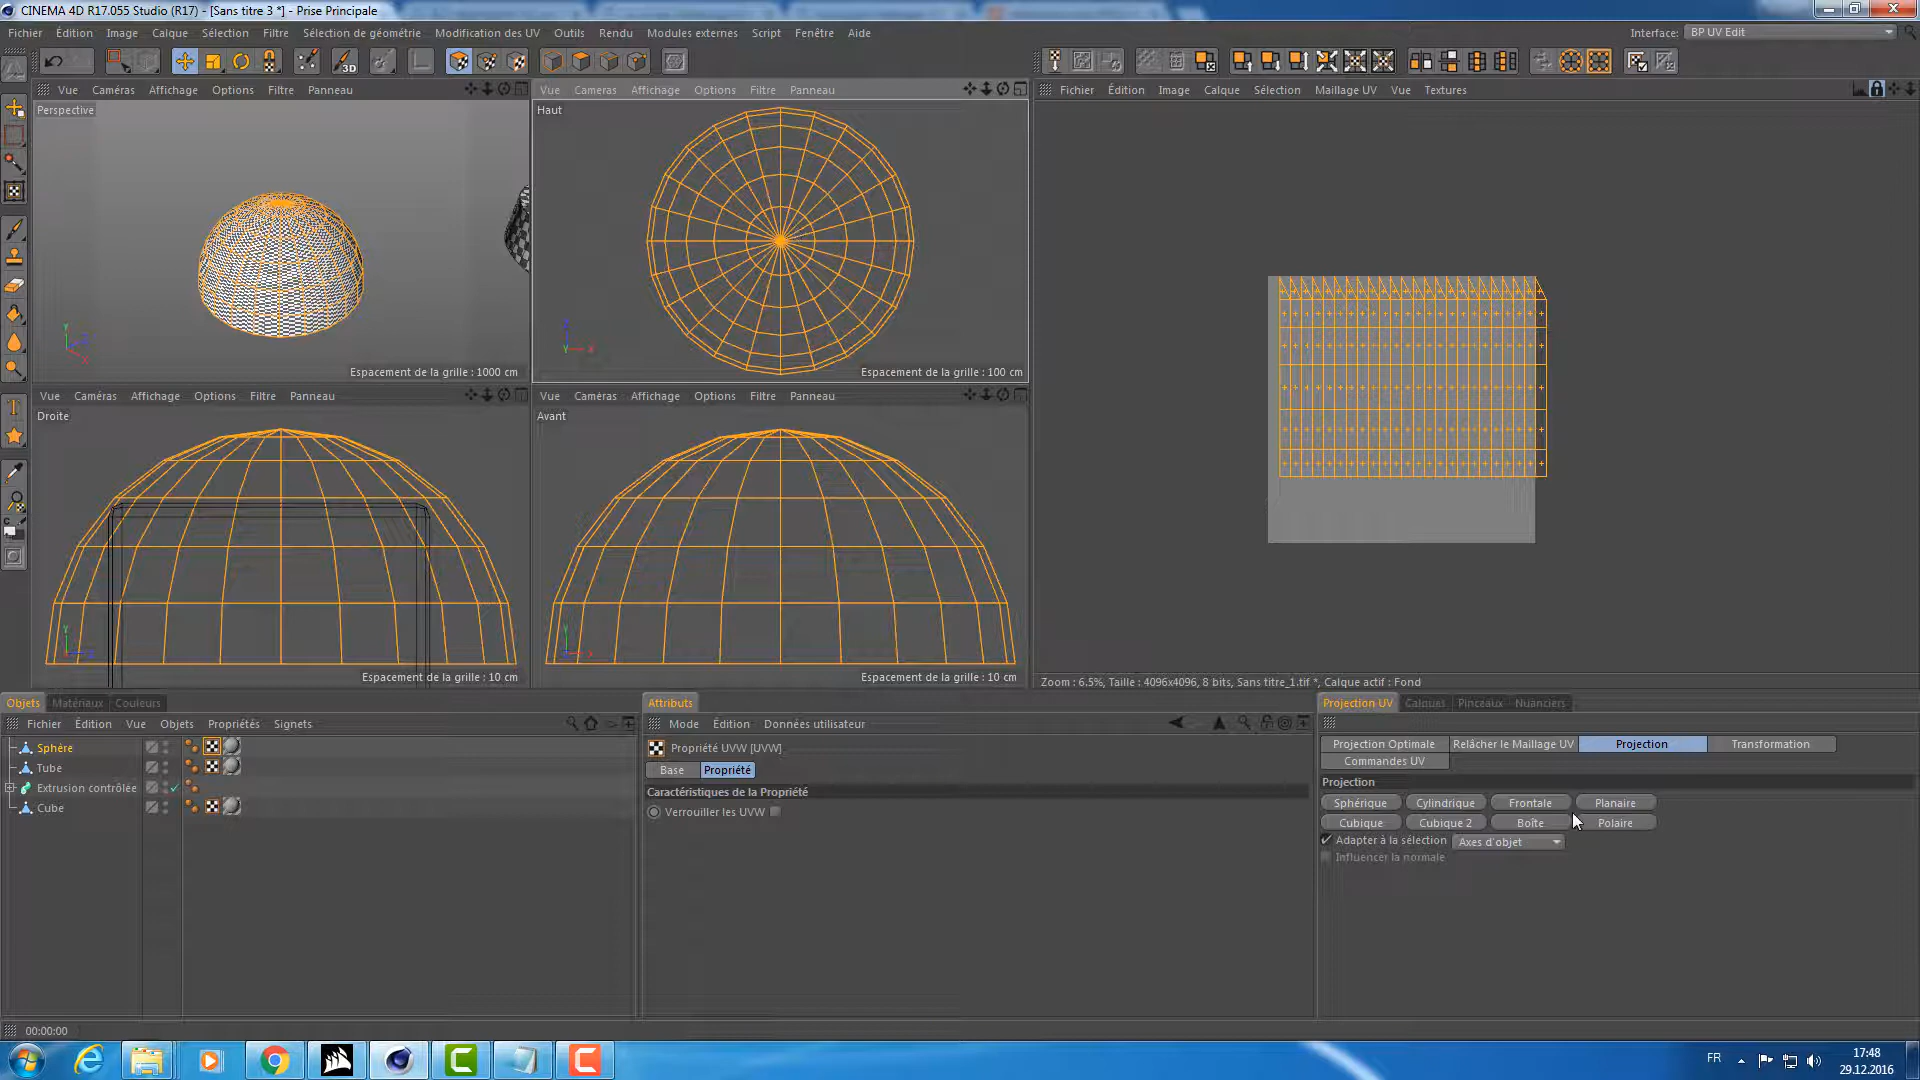 CINEMA 4D R17.055 Studio (R17) - [Sans titre 3 *] - Prise Principale
Fichier Édition Image Calque Sélection Filtre Sélection de géométrie Modification des UV Outils Rendu Modules externes Script Fenêtre Aide Interface: BP UV Edit
3D
Vue Caméras Affichage Options Filtre Panneau
Vue Cameras Affichage Options Filtre Panneau
Fichier Édition Image Calque Sélection Maillage UV Vue Textures
Perspective
Haut
Espacement de la grille : 1000 cm
Espacement de la grille : 100 cm
Vue Caméras Affichage Options Filtre Panneau
Vue Caméras Affichage Options Filtre Panneau
Droite
Avant
Espacement de la grille : 10 cm
Espacement de la grille : 10 cm
Zoom : 6.5%, Taille : 4096x4096, 8 bits, Sans titre_1.tif *, Calque actif : Fond
Objets Matériaux Couleurs
Attributs
Projection UV Calques Pinceaux Nuanciers
Fichier Édition Vue Objets Propriétés Signets
Mode Édition Données utilisateur
Sphère
Tube
Extrusion contrôlée
Cube
Propriété UVW [UVW]
Base Propriété
Caractéristiques de la Propriété
Verrouiller les UVW
Projection Optimale Relâcher le Maillage UV Projection Transformation
Commandes UV
Projection
Sphérique Cylindrique Frontale Planaire
Cubique Cubique 2 Boîte Polaire
Adapter à la sélection Axes d'objet
Influencer la normale
00:00:00
FR
17:48
29.12.2016